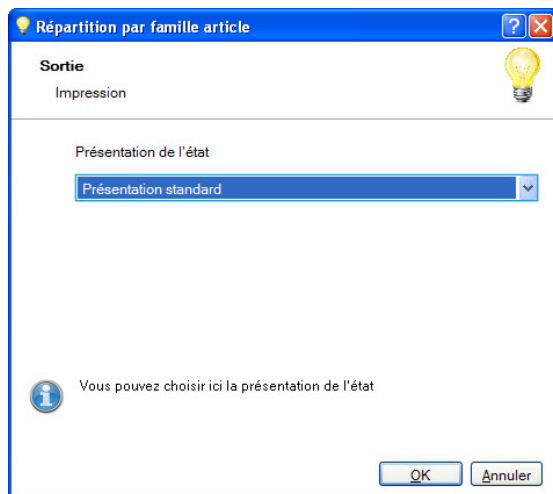 Répartition par famille article
Sortie
Impression
Présentation de l'état
Présentation standard
Vous pouvez choisir ici la présentation de l'état
OK
Annuler